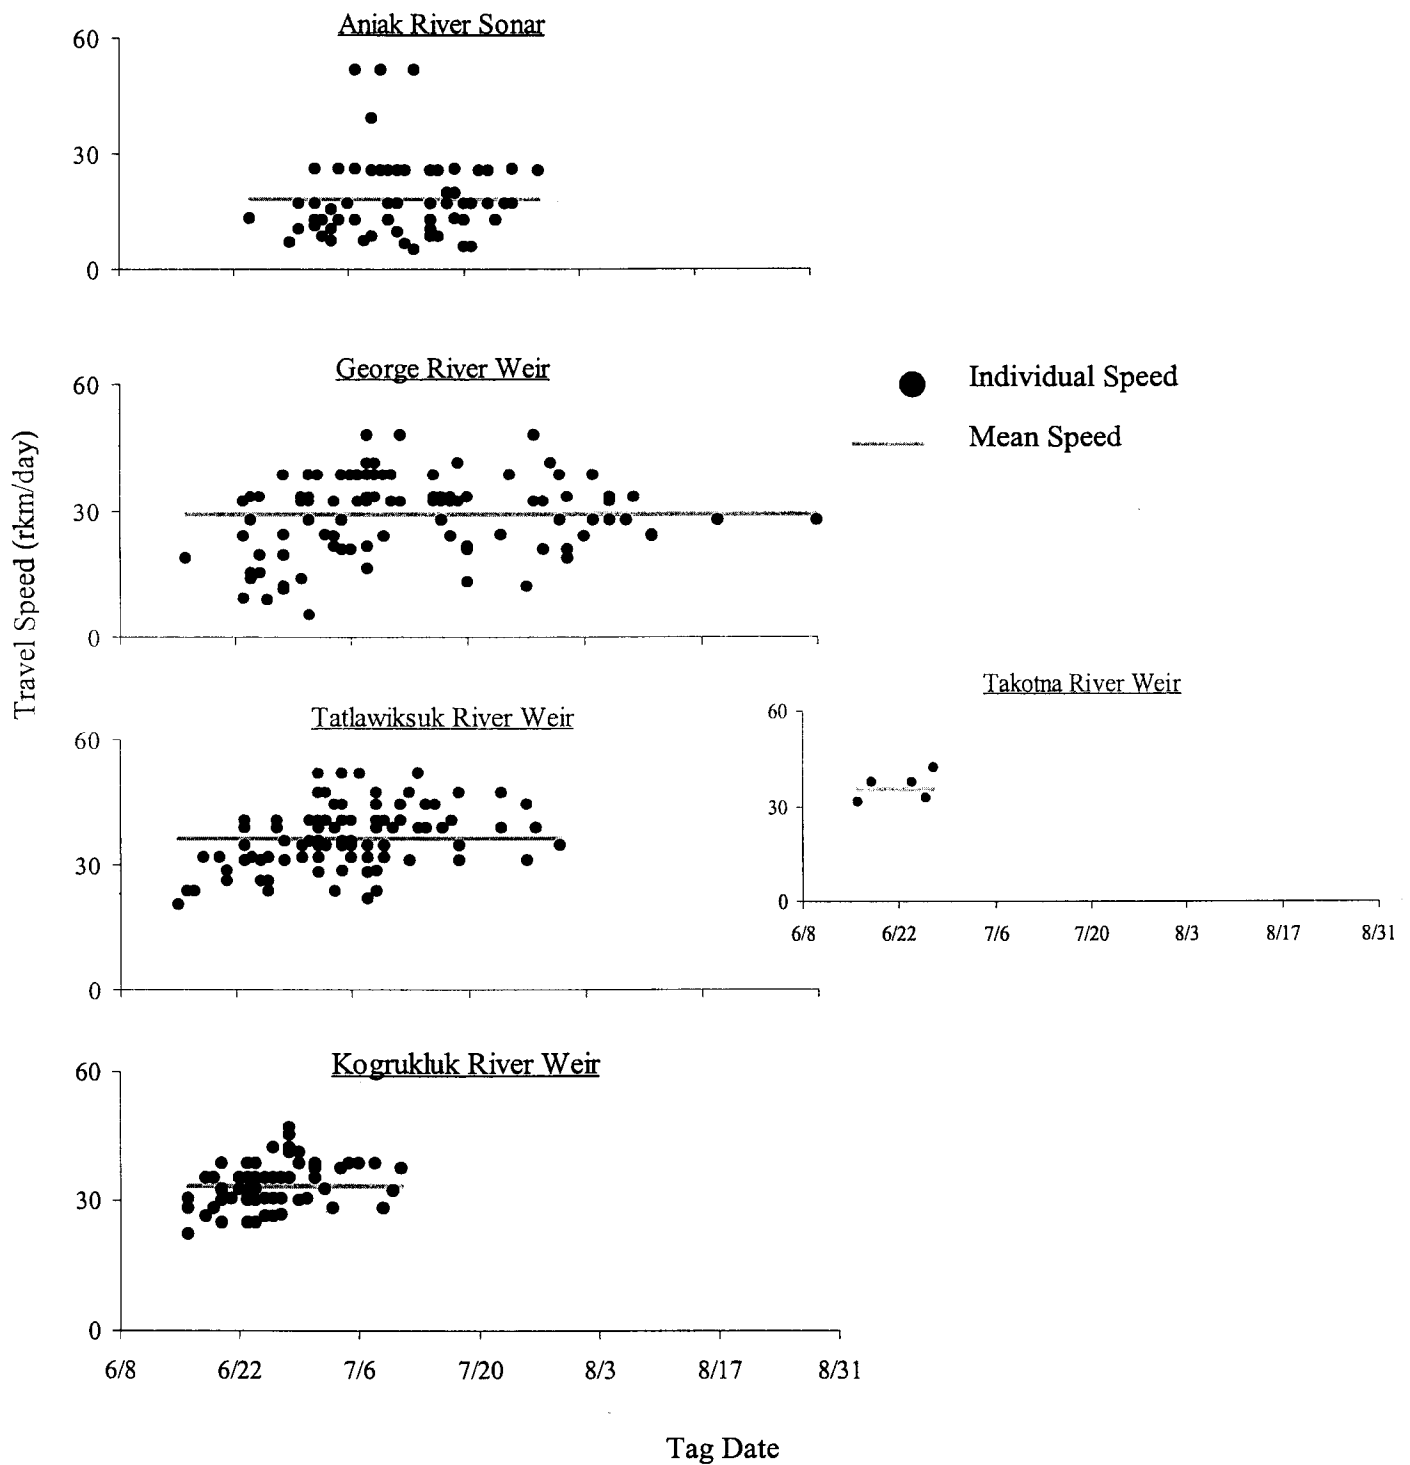 Aniak River Sonar
60
30
0
George River Weir
60
30
0
Individual Speed
Mean Speed
Travel Speed (rkm/day)
Tatlawiksuk River Weir
60
30
0
Takotna River Weir
60
30
0
6/8 6/22 7/6 7/20 8/3 8/17 8/31
Kogrukluk River Weir
60
30
0
6/8 6/22 7/6 7/20 8/3 8/17 8/31
Tag Date